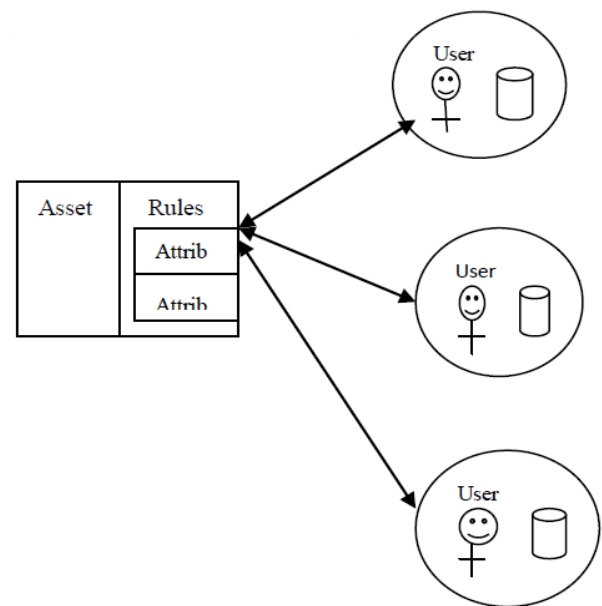 User
Asset Rules
Attrib
Attrib
User
User